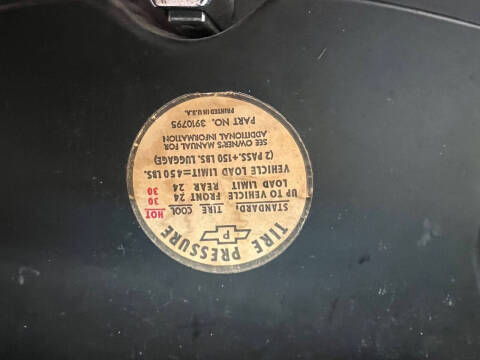 TIRE PRESSURE
P
STANDARD, TIRE COOL HOT
UP TO VEHICLE FRONT 24 30
LOAD LIMIT REAR 24 30
VEHICLE LOAD LIMIT=450 LBS.
(2 PASS.+150 LBS. LUGGAGE)
SEE OWNER'S MANUAL FOR
ADDITIONAL INFORMATION
PART NO. 3910795
PRINTED IN U.S.A.